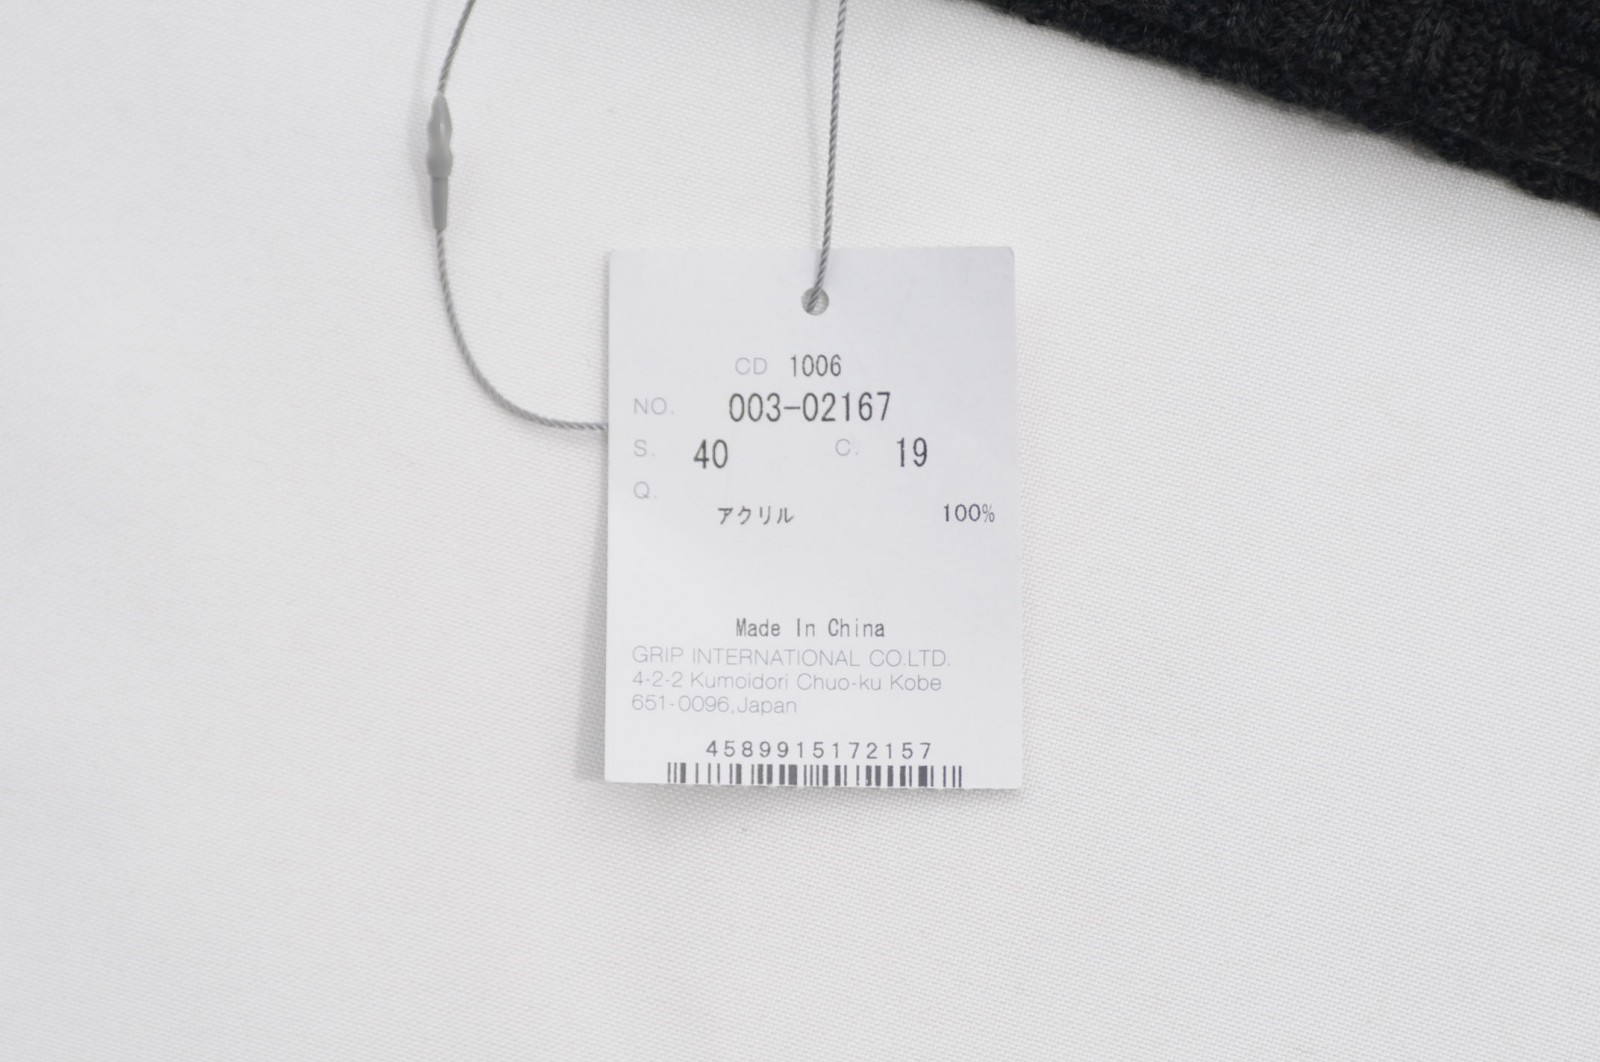 CD 1006
NO. 003-02167
S. 40 C. 19
Q.
アクリル 100%
Made In China
GRIP INTERNATIONAL CO.LTD.
4-2-2 Kumoidori Chuo-ku Kobe
651-0096,Japan
4589915172157